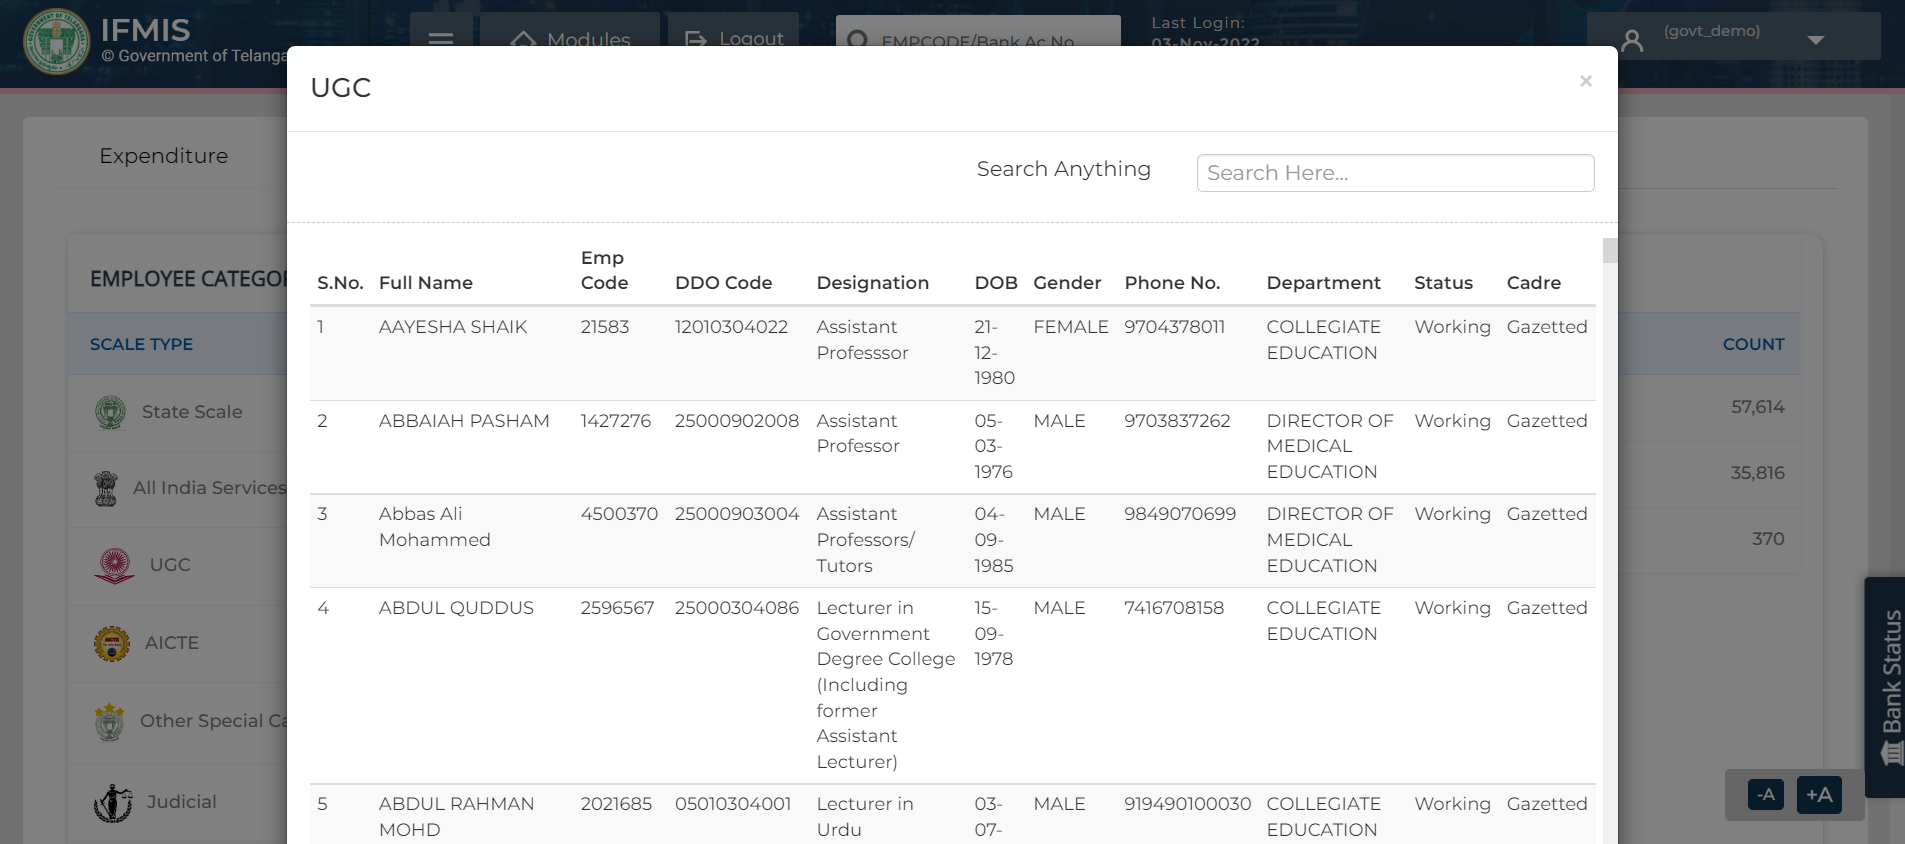 IFMIS
© Government of Telanga
Modules
Logout
EMPCODE/Bank Ac No
Last Login:
03-Nov-2022
(govt_demo)
UGC
×
Expenditure
Search Anything
Search Here...
EMPLOYEE CATEGOR
SCALE TYPE
COUNT
State Scale
57,614
All India Services
35,816
UGC
370
AICTE
Other Special Ca
Judicial
S.No. Full Name Emp Code DDO Code Designation DOB Gender Phone No. Department Status Cadre
1 AAYESHA SHAIK 21583 12010304022 Assistant Professsor 21-12-1980 FEMALE 9704378011 COLLEGIATE EDUCATION Working Gazetted
2 ABBAIAH PASHAM 1427276 25000902008 Assistant Professor 05-03-1976 MALE 9703837262 DIRECTOR OF MEDICAL EDUCATION Working Gazetted
3 Abbas Ali Mohammed 4500370 25000903004 Assistant Professors/ Tutors 04-09-1985 MALE 9849070699 DIRECTOR OF MEDICAL EDUCATION Working Gazetted
4 ABDUL QUDDUS 2596567 25000304086 Lecturer in Government Degree College (Including former Assistant Lecturer) 15-09-1978 MALE 7416708158 COLLEGIATE EDUCATION Working Gazetted
5 ABDUL RAHMAN MOHD 2021685 05010304001 Lecturer in Urdu 03-07- MALE 919490100030 COLLEGIATE EDUCATION Working Gazetted
Bank Status
-A
+A